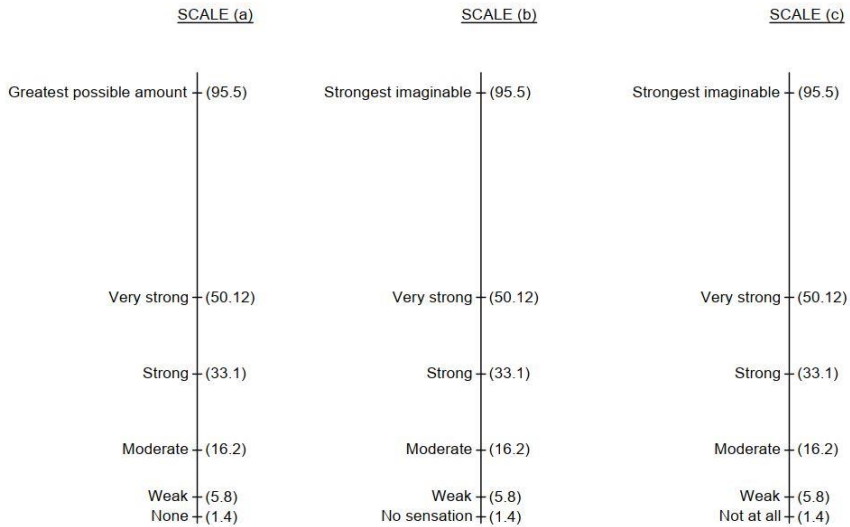 SCALE (a) SCALE (b) SCALE (c)
Greatest possible amount (95.5) Strongest imaginable (95.5) Strongest imaginable (95.5)
Very strong (50.12) Very strong (50.12) Very strong (50.12)
Strong (33.1) Strong (33.1) Strong (33.1)
Moderate (16.2) Moderate (16.2) Moderate (16.2)
Weak (5.8) Weak (5.8) Weak (5.8)
None (1.4) No sensation (1.4) Not at all (1.4)